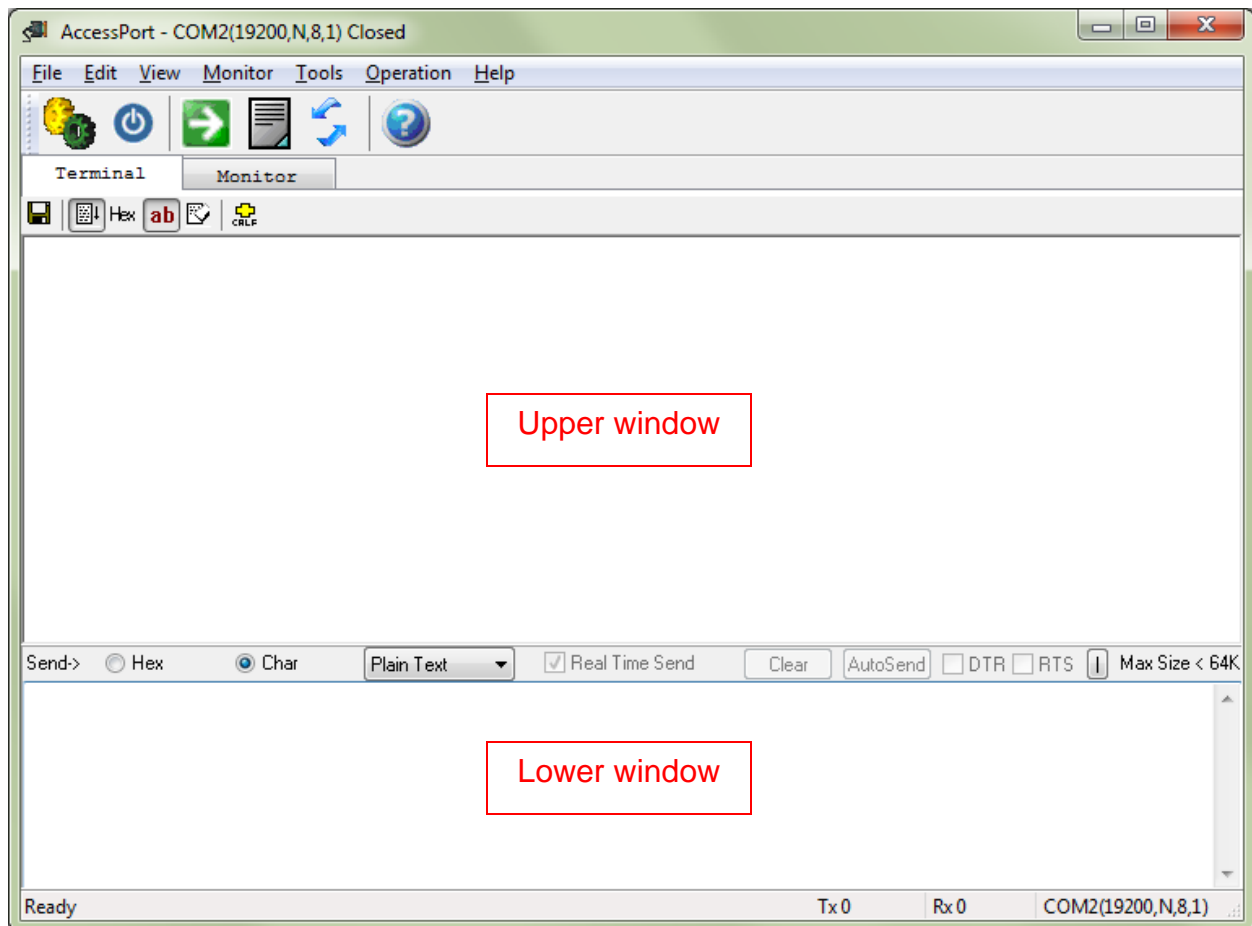 AccessPort - COM2(19200,N,8,1) Closed
File Edit View Monitor Tools Operation Help
Terminal Monitor
Hex ab CRLF
Upper window
Send-> Hex Char Plain Text Real Time Send Clear AutoSend DTR RTS | Max Size < 64K
Lower window
Ready Tx 0 Rx 0 COM2(19200,N,8,1)